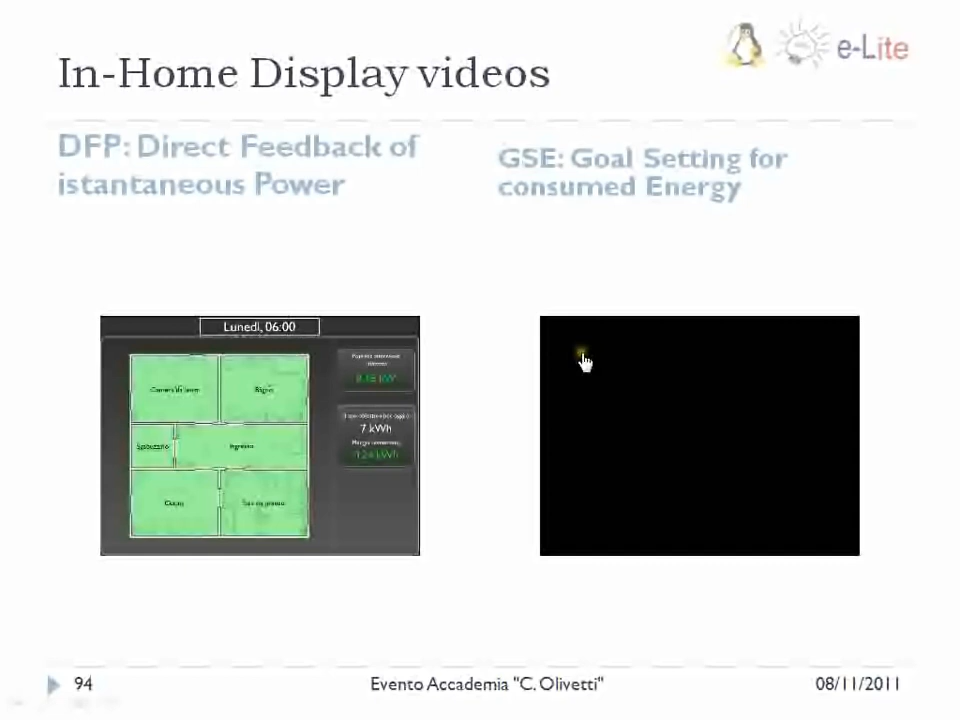 In-Home Display videos
e-Lite
DFP: Direct Feedback of
istantaneous Power
GSE: Goal Setting for
consumed Energy
Lunedì, 06:00
Bagno
Ingresso
7 kWh
94
Evento Accademia "C. Olivetti"
08/11/2011